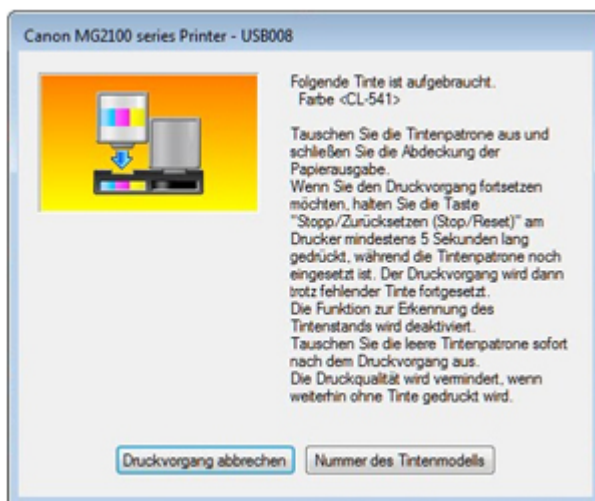 Canon MG2100 series Printer - USB008
Folgende Tinte ist aufgebraucht.
Farbe <CL-541>
Tauschen Sie die Tintenpatrone aus und
schließen Sie die Abdeckung der
Papierausgabe.
Wenn Sie den Druckvorgang fortsetzen
möchten, halten Sie die Taste
"Stopp/Zurücksetzen (Stop/Reset)" am
Drucker mindestens 5 Sekunden lang
gedrückt, während die Tintenpatrone noch
eingesetzt ist. Der Druckvorgang wird dann
trotz fehlender Tinte fortgesetzt.
Die Funktion zur Erkennung des
Tintenstands wird deaktiviert.
Tauschen Sie die leere Tintenpatrone sofort
nach dem Druckvorgang aus.
Die Druckqualität wird vermindert, wenn
weiterhin ohne Tinte gedruckt wird.
Druckvorgang abbrechen
Nummer des Tintenmodells